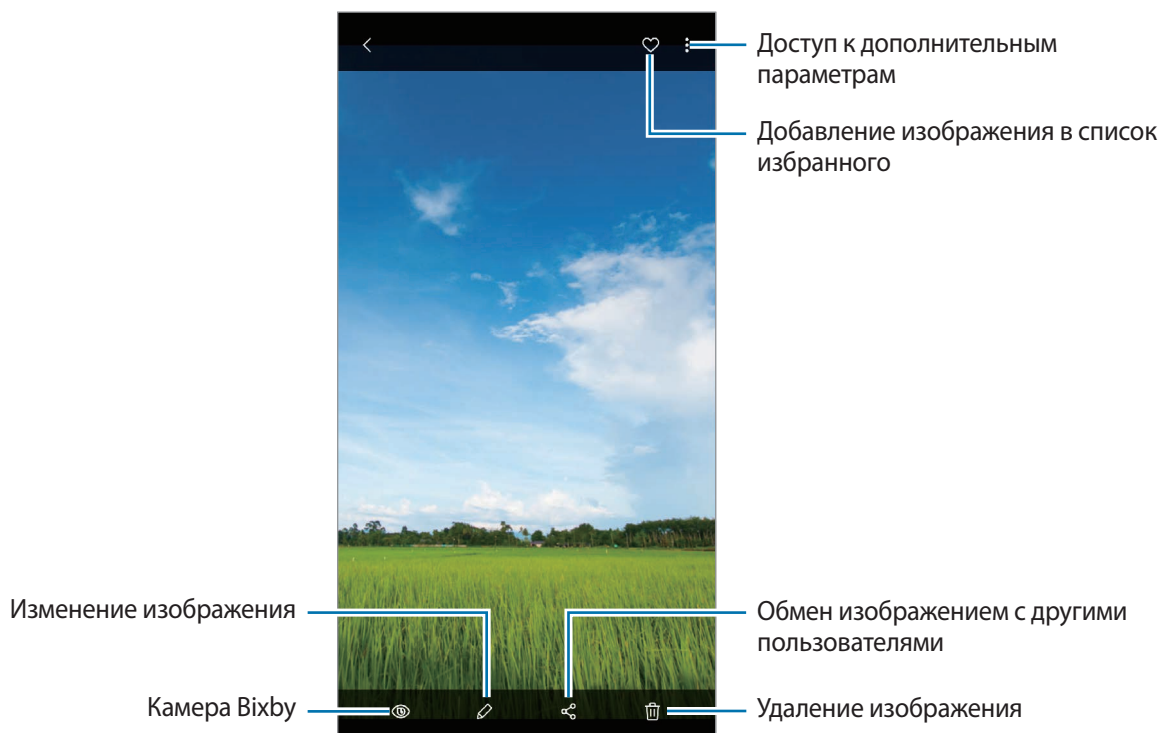 Доступ к дополнительным
параметрам
Добавление изображения в список
избранного
Изменение изображения
Обмен изображением с другими
пользователями
Камера Bixby
Удаление изображения